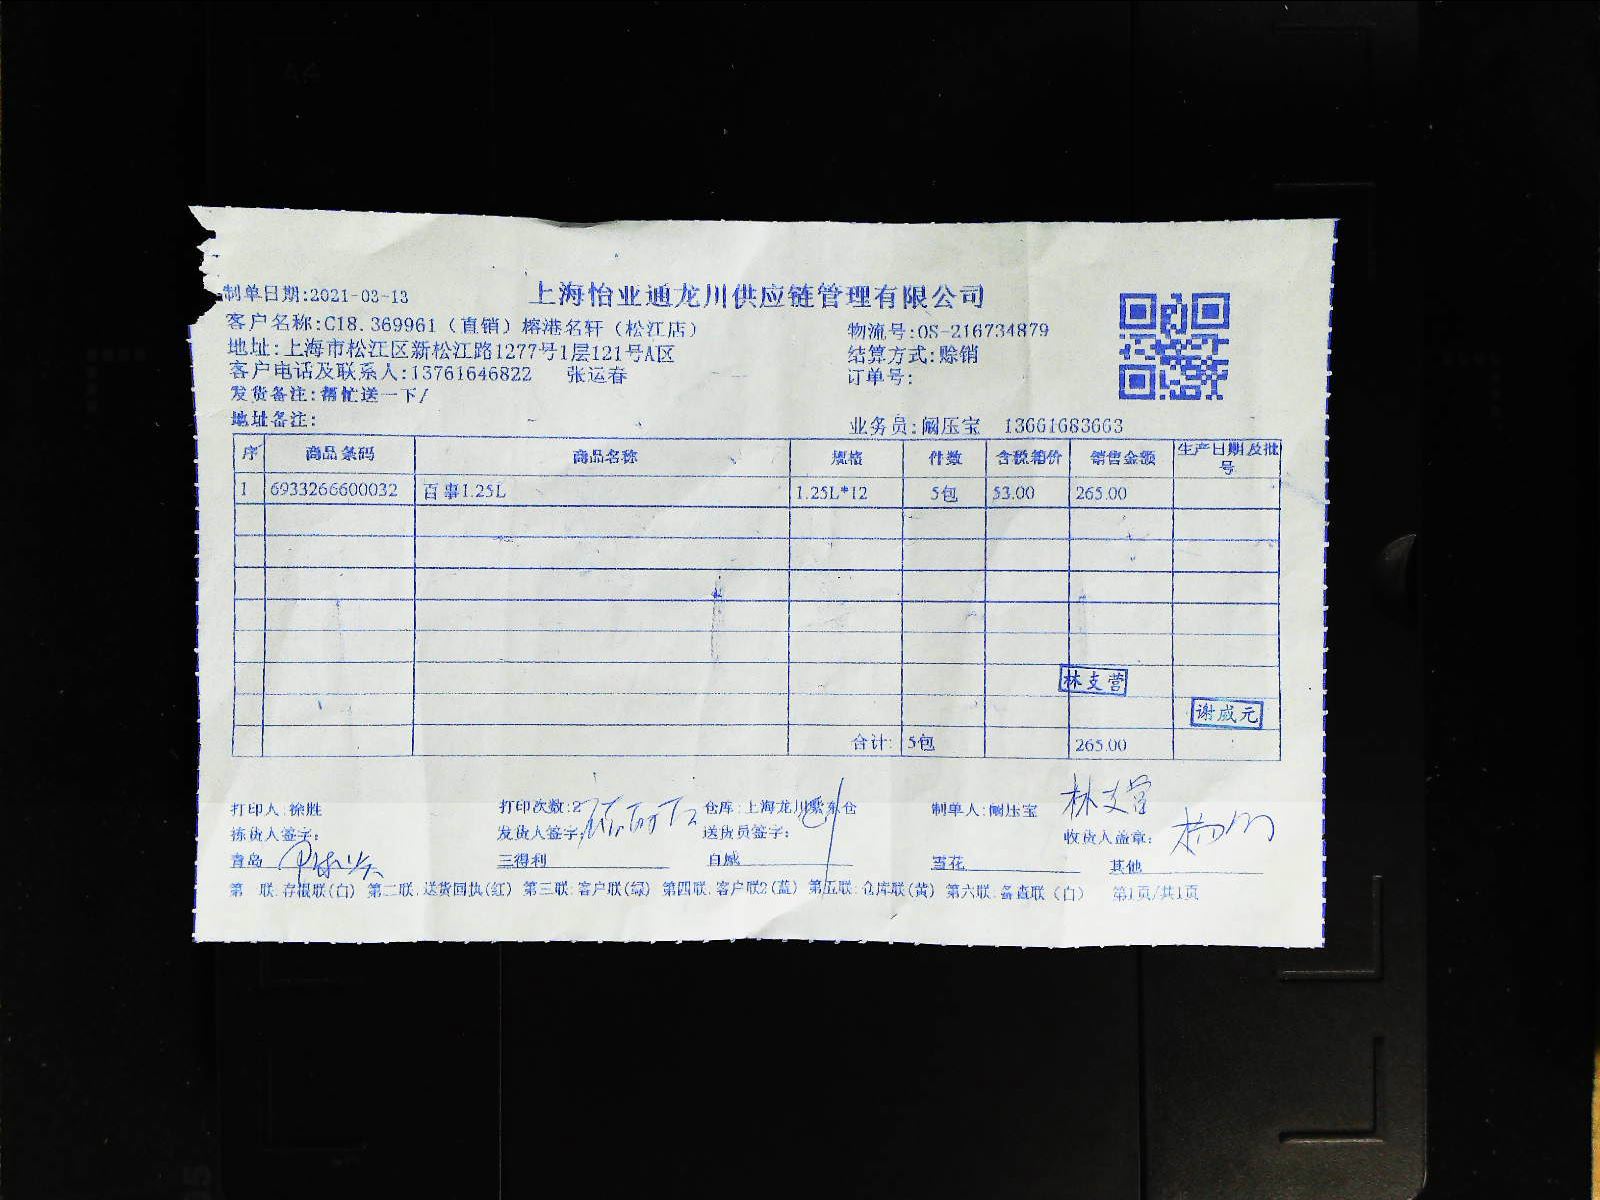 制单日期:2021-03-13
上海怡亚通龙川供应链管理有限公司
客户名称:C18.369961（直销）榕港名轩（松江店）
物流号:OS-216734879
地址:上海市松江区新松江路1277号1层121号A区
结算方式:赊销
客户电话及联系人:13761646822 张运春
订单号:
发货备注:帮忙送一下/
地址备注:
业务员:阚压宝 13661683663
序 商品条码 商品名称 规格 件数 含税箱价 销售金额 生产日期及批号
1 6933266600032 百事1.25L 1.25L*12 5包 53.00 265.00
林支营
谢威元
合计: 5包 265.00
打印人:徐胜 打印次数:2 仓库:上海龙川紫东仓 制单人:阚压宝 林支营
拣货人签字: 发货人签字: 送货员签字: 收货人盖章:
青岛 三得利 白威 雪花 其他
第 联:存根联(白) 第二联:送货回执(红) 第三联:客户联(绿) 第四联:客户联2(蓝) 第五联:仓库联(黄) 第六联:备查联（白） 第1页/共1页